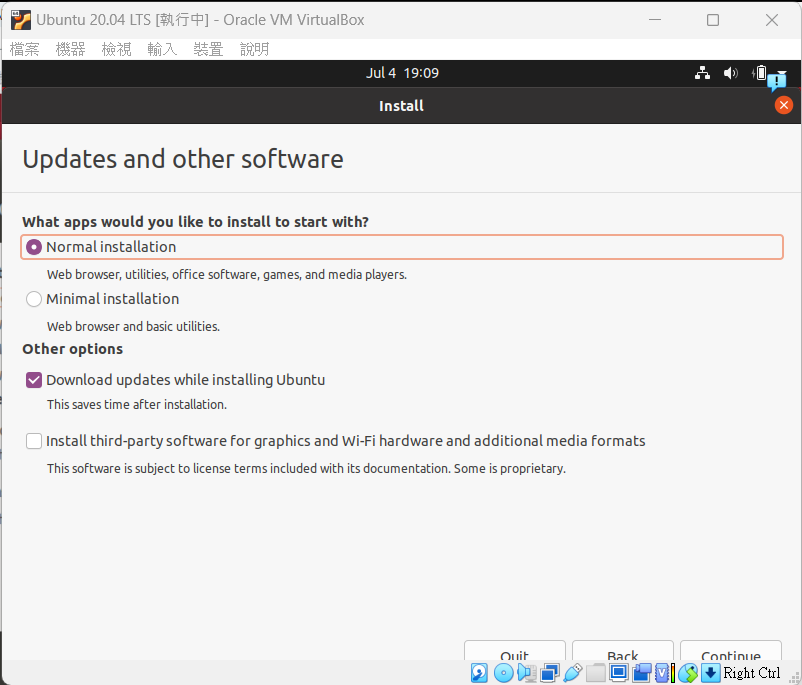 Ubuntu 20.04 LTS [執行中] - Oracle VM VirtualBox
檔案 機器 檢視 輸入 裝置 說明
Jul 4 19:09
Install
Updates and other software
What apps would you like to install to start with?
Normal installation
Web browser, utilities, office software, games, and media players.
Minimal installation
Web browser and basic utilities.
Other options
Download updates while installing Ubuntu
This saves time after installation.
Install third-party software for graphics and Wi-Fi hardware and additional media formats
This software is subject to license terms included with its documentation. Some is proprietary.
Quit Back Continue
Right Ctrl